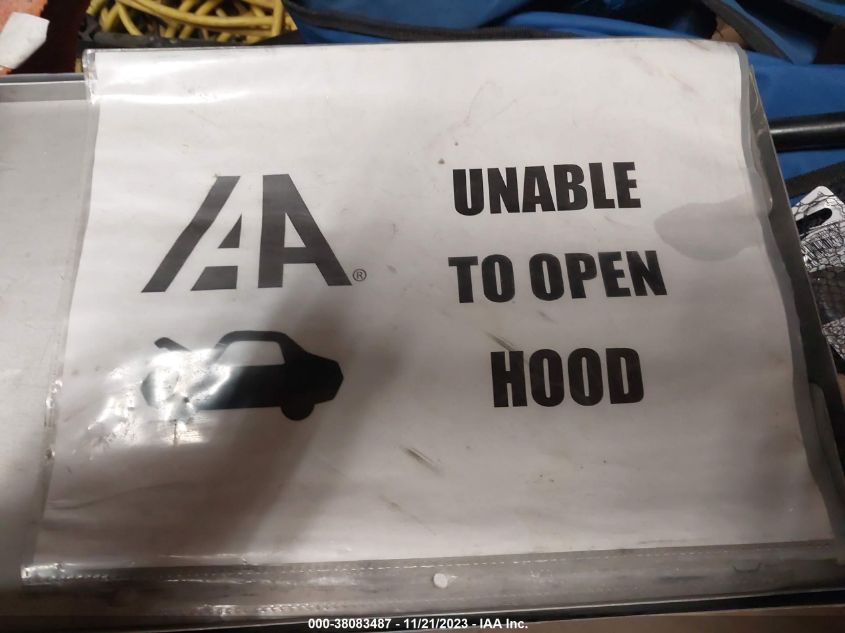 IAA®
UNABLE
TO OPEN
HOOD
000-38083487 - 11/21/2023 - IAA Inc.